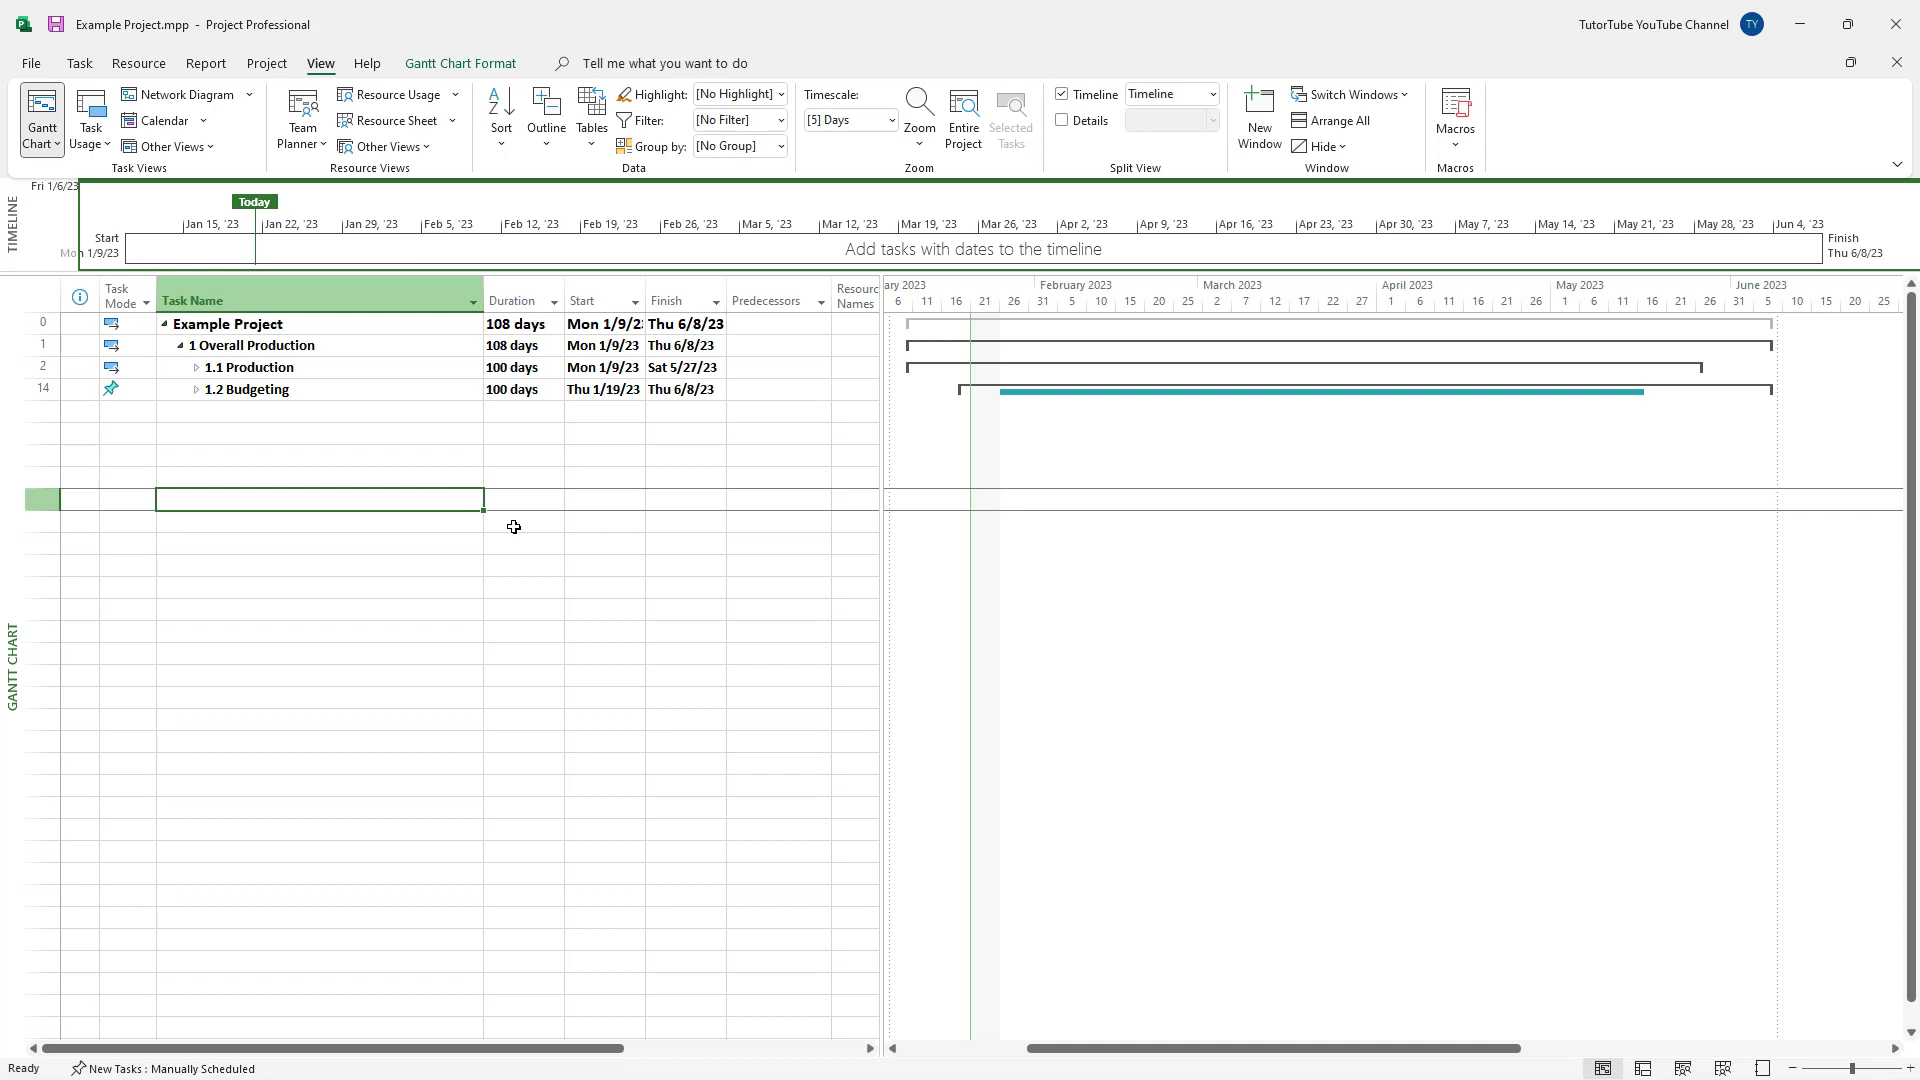 Example Project.mpp - Project Professional
TutorTube YouTube Channel TY
File Task Resource Report Project View Help Gantt Chart Format Tell me what you want to do
Gantt Chart
Task Usage
Network Diagram
Calendar
Other Views
Task Views
Team Planner
Resource Usage
Resource Sheet
Other Views
Resource Views
Sort
Outline
Tables
Highlight: [No Highlight]
Filter: [No Filter]
Group by: [No Group]
Data
Timescale:
[5] Days
Zoom
Entire Project
Selected Tasks
Zoom
Timeline Timeline
Details
Split View
New Window
Switch Windows
Arrange All
Hide
Window
Macros
Macros
TIMELINE
Fri 1/6/23
Today
Jan 15, '23 Jan 22, '23 Jan 29, '23 Feb 5, '23 Feb 12, '23 Feb 19, '23 Feb 26, '23 Mar 5, '23 Mar 12, '23 Mar 19, '23 Mar 26, '23 Apr 2, '23 Apr 9, '23 Apr 16, '23 Apr 23, '23 Apr 30, '23 May 7, '23 May 14, '23 May 21, '23 May 28, '23 Jun 4, '23
Start
Mon 1/9/23
Add tasks with dates to the timeline
Finish
Thu 6/8/23
Task Mode Task Name Duration Start Finish Predecessors Resourc Names
ary 2023 February 2023 March 2023 April 2023 May 2023 June 2023
6 11 16 21 26 31 5 10 15 20 25 2 7 12 17 22 27 1 6 11 16 21 26 1 6 11 16 21 26 31 5 10 15 20 25
0 Example Project 108 days Mon 1/9/2 Thu 6/8/23
1 1 Overall Production 108 days Mon 1/9/23 Thu 6/8/23
2 1.1 Production 100 days Mon 1/9/23 Sat 5/27/23
14 1.2 Budgeting 100 days Thu 1/19/23 Thu 6/8/23
GANTT CHART
Ready New Tasks : Manually Scheduled